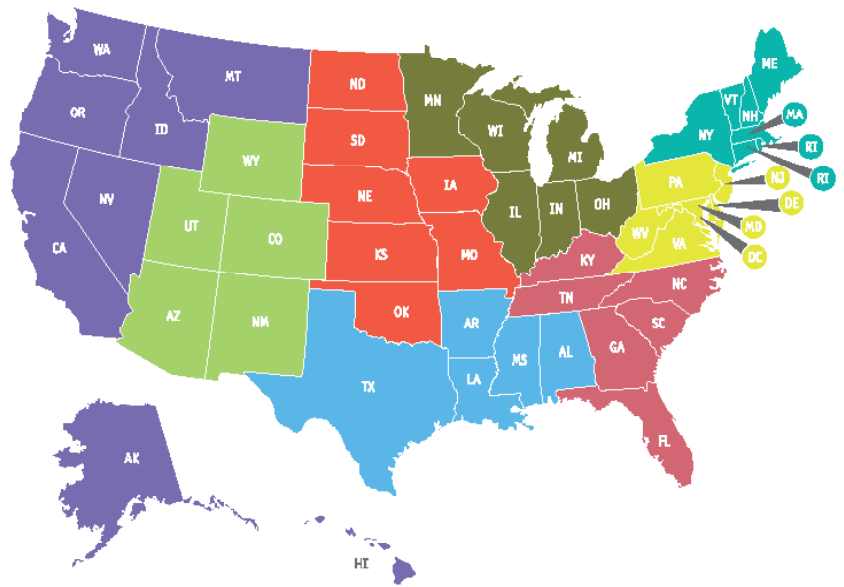 WA
MT
ND
MN
ME
VT
NH
MA
OR
ID
SD
WI
MI
NY
RI
RI
WY
NE
IA
PA
NJ
NV
UT
CO
IL
IN
OH
WV
VA
DE
MD
DC
CA
KS
MO
KY
NC
AZ
NM
OK
AR
TN
SC
TX
LA
MS
AL
GA
FL
AK
HI